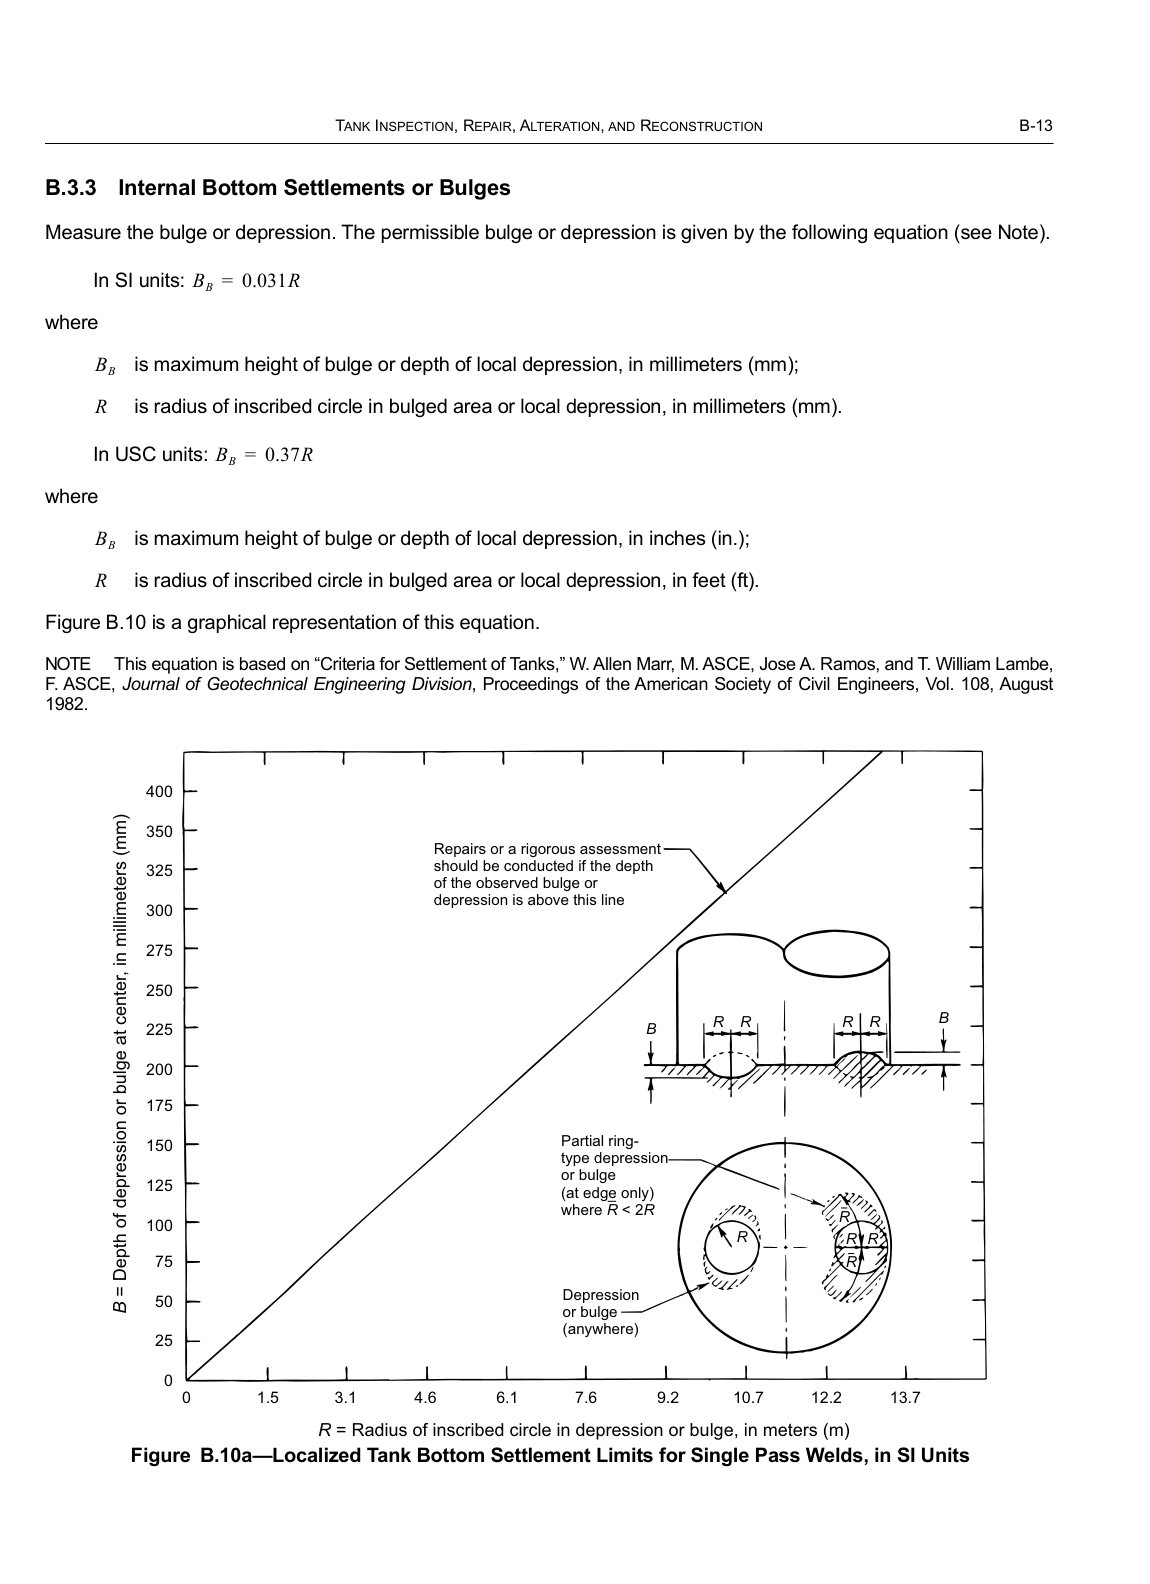 TANK INSPECTION, REPAIR, ALTERATION, AND RECONSTRUCTION B-13
B.3.3 Internal Bottom Settlements or Bulges
Measure the bulge or depression. The permissible bulge or depression is given by the following equation (see Note).
In SI units: B_B = 0.031R
where
B_B is maximum height of bulge or depth of local depression, in millimeters (mm);
R is radius of inscribed circle in bulged area or local depression, in millimeters (mm).
In USC units: B_B = 0.37R
where
B_B is maximum height of bulge or depth of local depression, in inches (in.);
R is radius of inscribed circle in bulged area or local depression, in feet (ft).
Figure B.10 is a graphical representation of this equation.
NOTE This equation is based on “Criteria for Settlement of Tanks,” W. Allen Marr, M. ASCE, Jose A. Ramos, and T. William Lambe,
F. ASCE, Journal of Geotechnical Engineering Division, Proceedings of the American Society of Civil Engineers, Vol. 108, August
1982.
B = Depth of depression or bulge at center, in millimeters (mm)
400
350
325
300
275
250
225
200
175
150
125
100
75
50
25
0
Repairs or a rigorous assessment
should be conducted if the depth
of the observed bulge or
depression is above this line
B
R R
R R
B
Partial ring-
type depression
or bulge
(at edge only)
where R̅ < 2R
R
R̅
R R
R̅
Depression
or bulge
(anywhere)
0 1.5 3.1 4.6 6.1 7.6 9.2 10.7 12.2 13.7
R = Radius of inscribed circle in depression or bulge, in meters (m)
Figure B.10a—Localized Tank Bottom Settlement Limits for Single Pass Welds, in SI Units